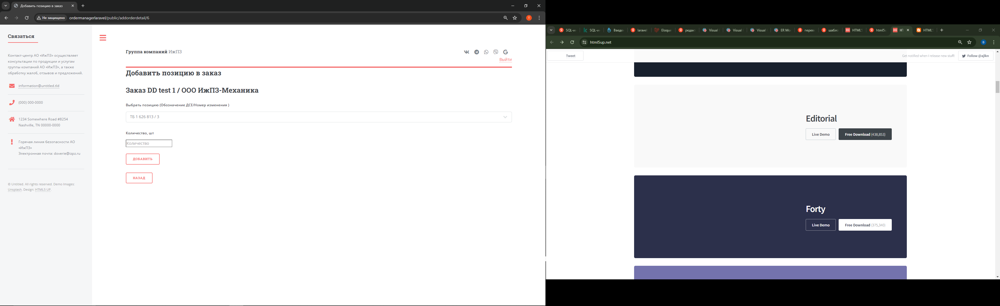 Добавить позицию в заказ
Не защищено
ordermanagerlaravel/public/addorderdetail/6
T
Связаться
Контакт-центр АО «ИжПЗ» осуществляет
консультации по продукции и услугам
группы компаний АО «ИжПЗ», а также
обработку жалоб, отзывов и предложений.
information@untitled.tld
(000) 000-0000
1234 Somewhere Road #8254
Nashville, TN 00000-0000
Горячая линия безопасности АО
«ИжПЗ»
Электронная почта: doverie@izpz.ru
© Untitled. All rights reserved. Demo Images:
Unsplash. Design: HTML5 UP.
Группа компаний ИжПЗ
Выйти
Добавить позицию в заказ
Заказ DD test 1 / ООО ИжПЗ-Механика
Выбрать позицию (Обозначение ДСЕ/Номер изменения )
ТБ 1 626 813 / 3
Количество, шт
Количество
ДОБАВИТЬ
НАЗАД
SQL-и SQL-и Введе laravel Eloque редак Visual Visual Visual ER Mo перев шабло HTML5 html5u HT HTML5
html5up.net
B
Tweet
Get notified when I release new stuff!
Follow @ajlkn
Editorial
Live Demo
Free Download (438,853)
Forty
Live Demo
Free Download (375,340)